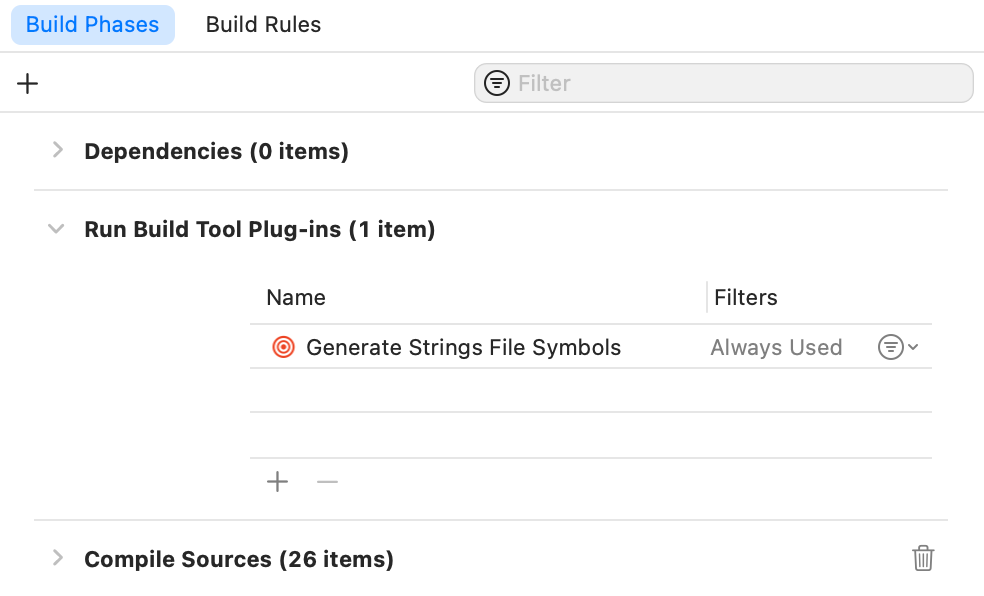 Build Phases Build Rules
Filter
Dependencies (0 items)
Run Build Tool Plug-ins (1 item)
Name Filters
Generate Strings File Symbols Always Used
Compile Sources (26 items)